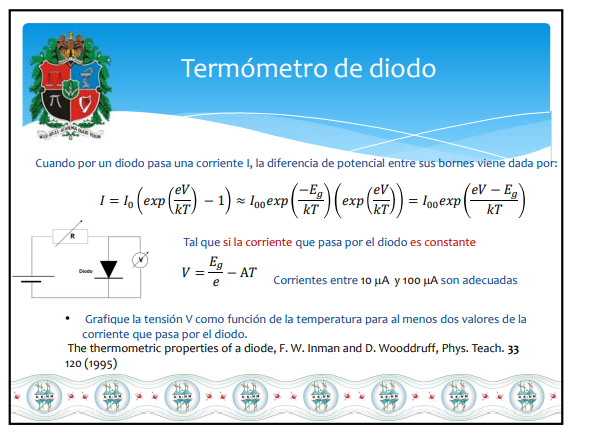 Termómetro de diodo
Cuando por un diodo pasa una corriente I, la diferencia de potencial entre sus bornes viene dada por:
I = I₀ (exp(eV/kT) − 1) ≈ I₀₀exp(−E_g/kT)(exp(eV/kT)) = I₀₀exp(eV − E_g/kT)
R
Diodo
V
Tal que si la corriente que pasa por el diodo es constante
V = E_g/e − AT
Corrientes entre 10 µA y 100 µA son adecuadas
• Grafique la tensión V como función de la temperatura para al menos dos valores de la
corriente que pasa por el diodo.
The thermometric properties of a diode, F. W. Inman and D. Wooddruff, Phys. Teach. 33
120 (1995)